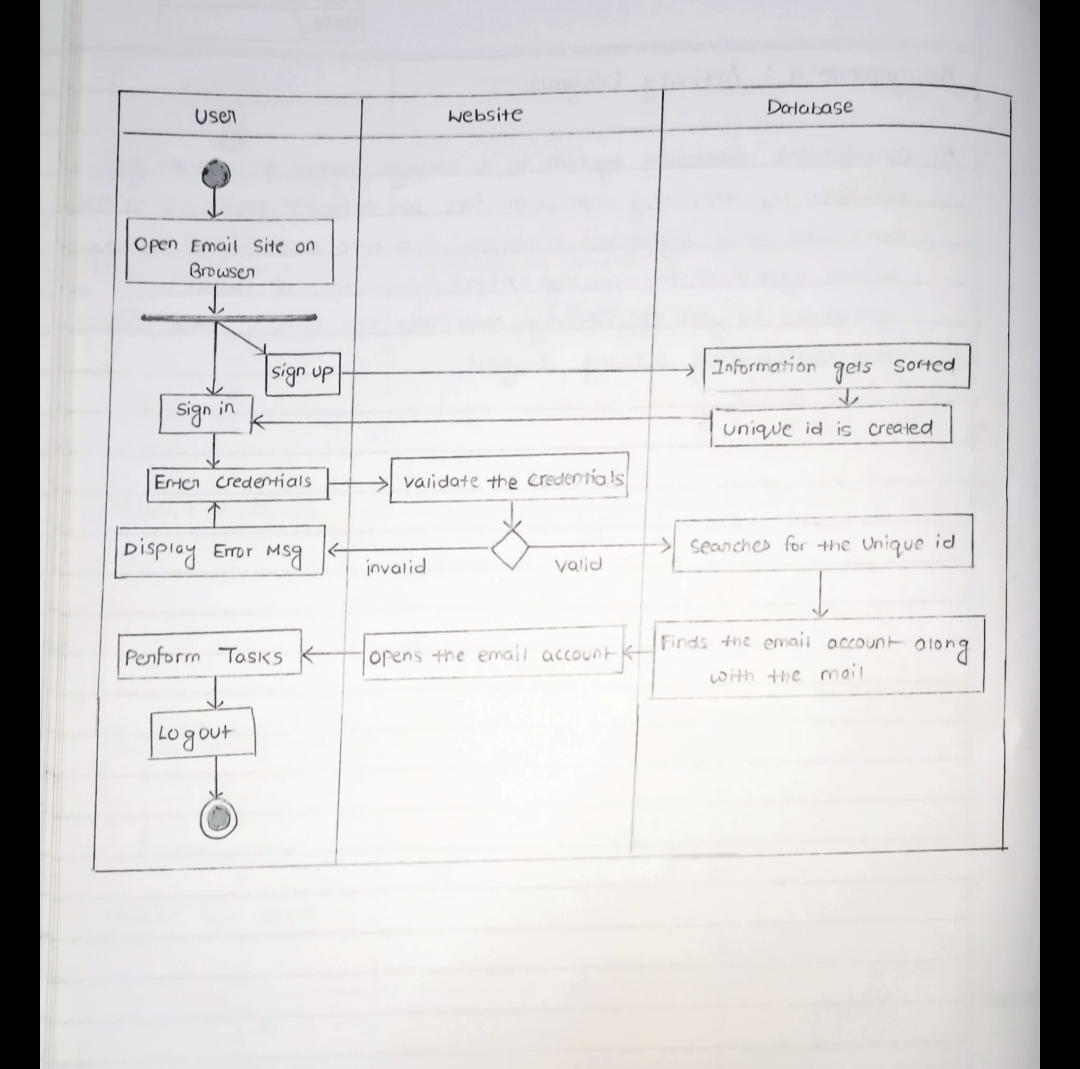 User
Website
Database
Open Email Site on
Browser
Sign up
Information gets Sorted
Sign in
Unique id is created
Enter Credentials
Validate the Credentials
Display Error Msg
invalid
valid
Searches for the Unique id
Perform Tasks
Opens the email account
Finds the email account along
with the mail
Logout